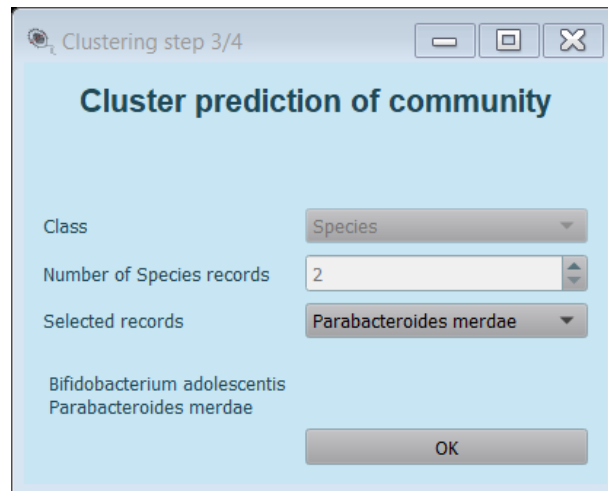 Clustering step 3/4
Cluster prediction of community
Class
Species
Number of Species records
2
Selected records
Parabacteroides merdae
Bifidobacterium adolescentis
Parabacteroides merdae
OK